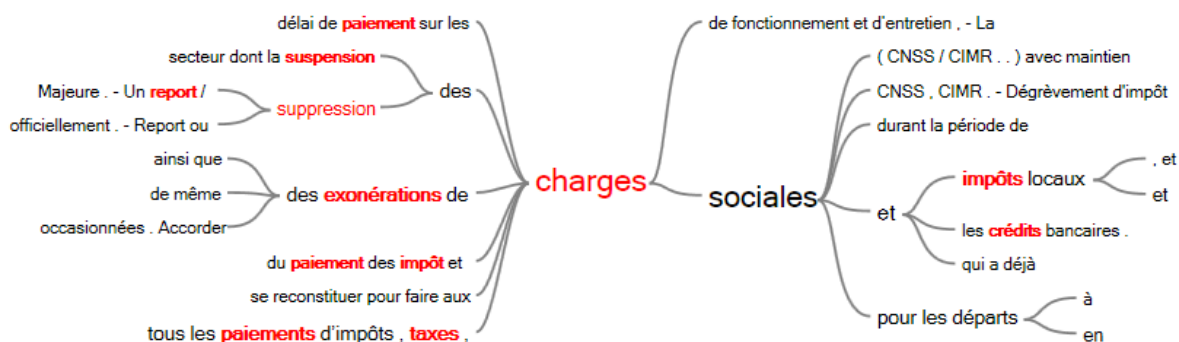 délai de paiement sur les
secteur dont la suspension
des
Majeure . - Un report /
suppression
officiellement . - Report ou
ainsi que
de même
des exonérations de
occasionnées . Accorder
du paiement des impôt et
se reconstituer pour faire aux
tous les paiements d'impôts , taxes ,
charges
de fonctionnement et d'entretien , - La
sociales
( CNSS / CIMR . . ) avec maintien
CNSS , CIMR . - Dégrèvement d'impôt
durant la période de
et
impôts locaux
, et
et
les crédits bancaires .
qui a déjà
pour les départs
à
en